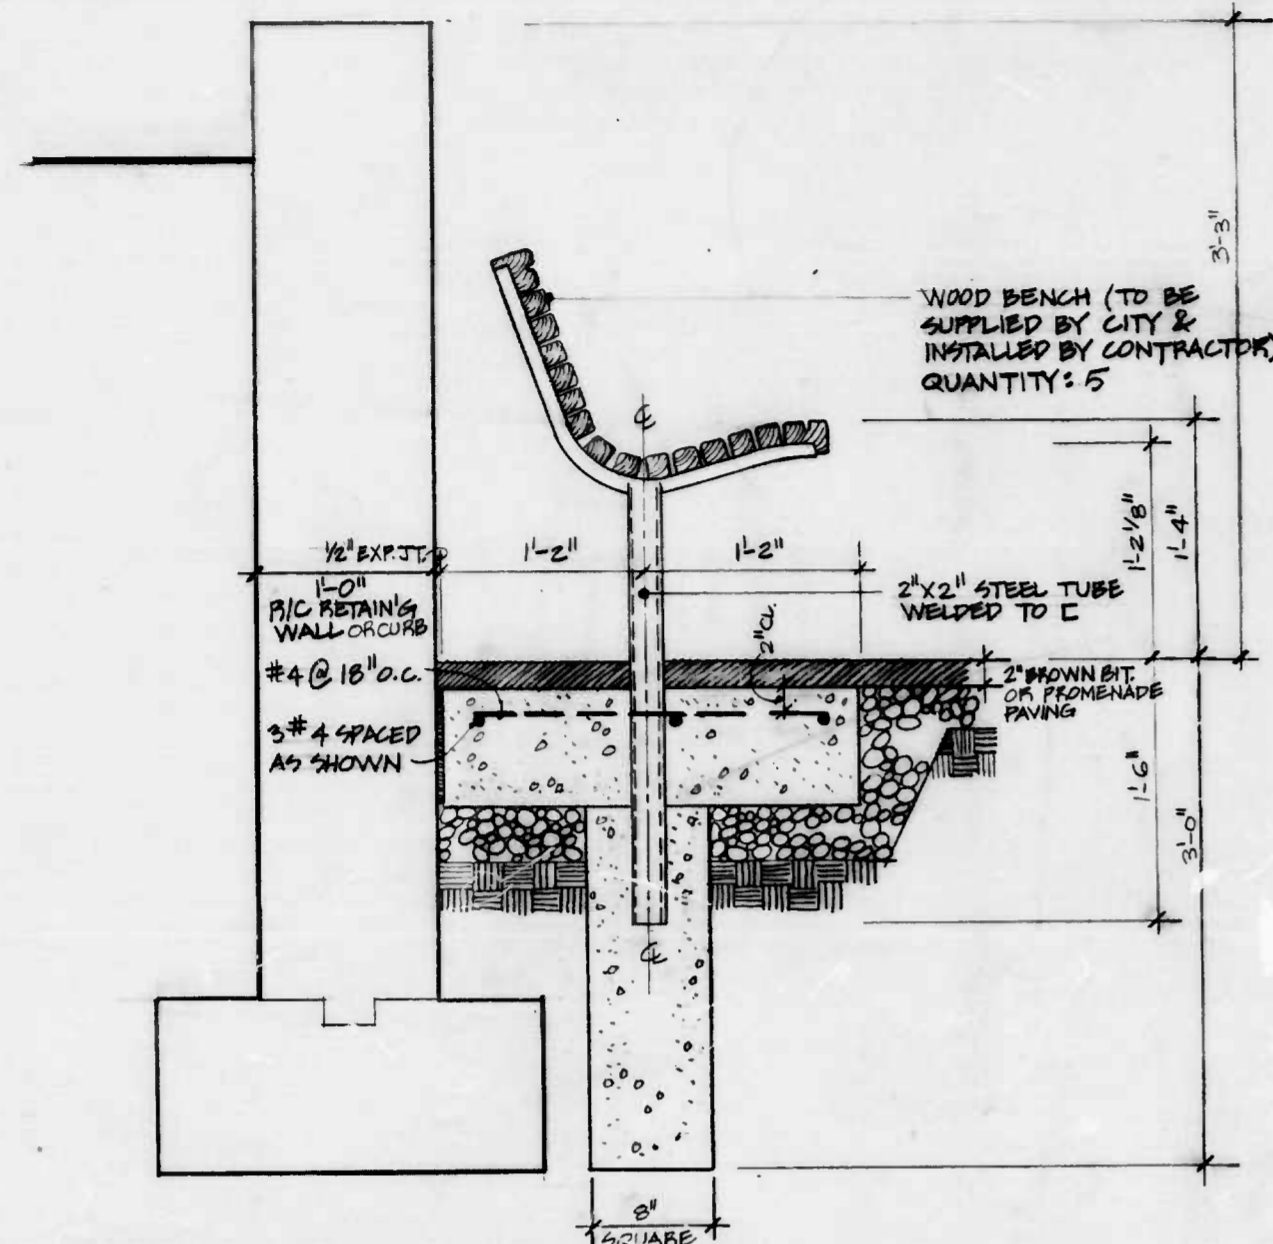 3'-3"
WOOD BENCH (TO BE
SUPPLIED BY CITY &
INSTALLED BY CONTRACTOR)
QUANTITY: 5
℄
1'-2 1/8"
1'-4"
1/2" EXP. JT.
1'-2"
1'-2"
1'-0"
R/C RETAIN'G
WALL OR CURB
2"X2" STEEL TUBE
WELDED TO [
2" CL.
#4 @ 18" O.C.
2" BROWN BIT.
OR PROMENADE
PAVING
3 #4 SPACED
AS SHOWN
1'-6"
3'-0"
℄
8"
SQUARE